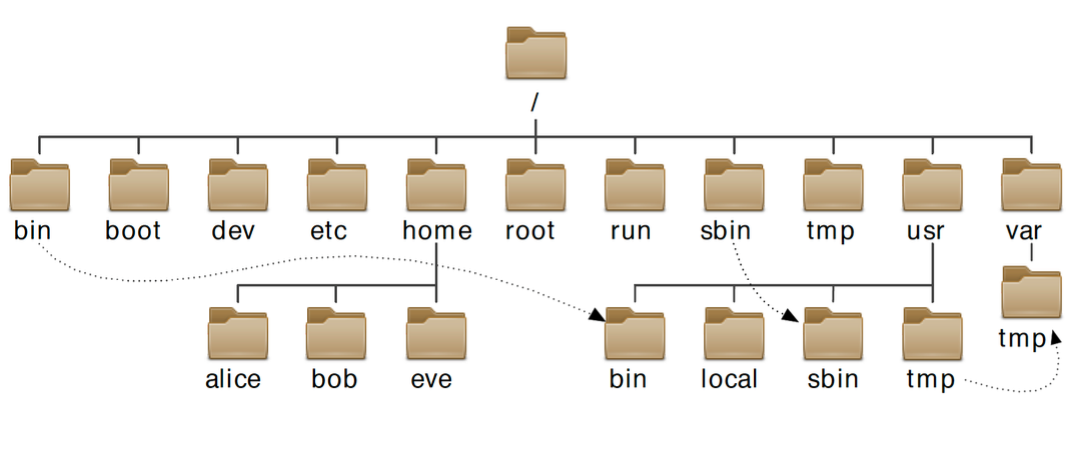 /
bin boot dev etc home root run sbin tmp usr var
tmp
alice bob eve bin local sbin tmp